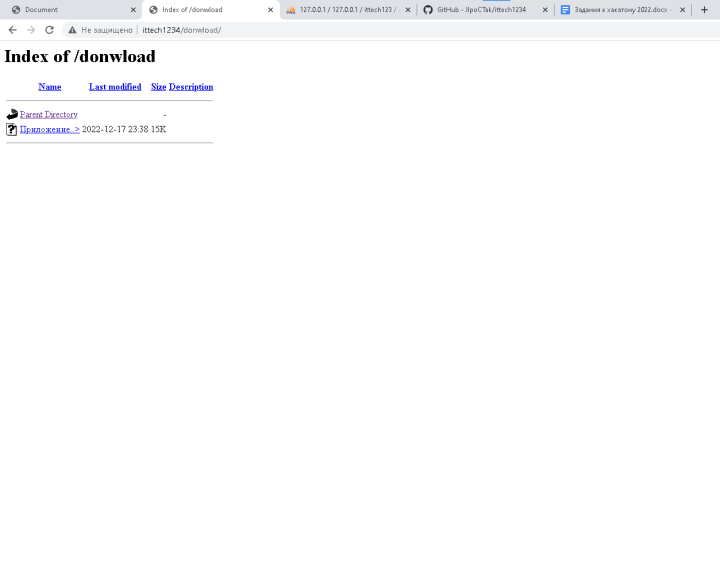 Document
Index of /donwload
127.0.0.1 / 127.0.0.1 / ittech123 /
GitHub - JlpoCTak/ittech1234
Задания к хакатону 2022.docx -
Не защищено
ittech1234/donwload/
Index of /donwload
Name Last modified Size Description
Parent Directory -
Приложение..> 2022-12-17 23:38 15K